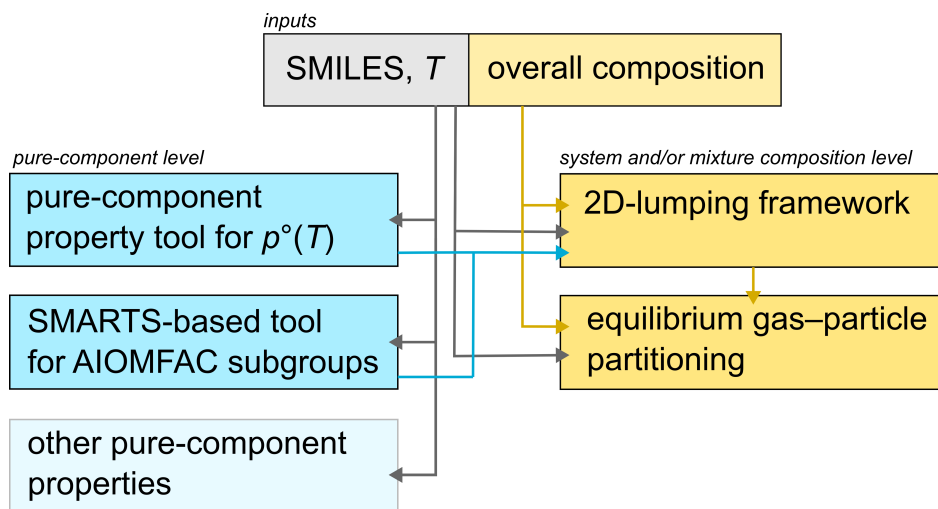 inputs
SMILES, T
overall composition
pure-component level
pure-component
property tool for p°(T)
SMARTS-based tool
for AIOMFAC subgroups
other pure-component
properties
system and/or mixture composition level
2D-lumping framework
equilibrium gas–particle
partitioning